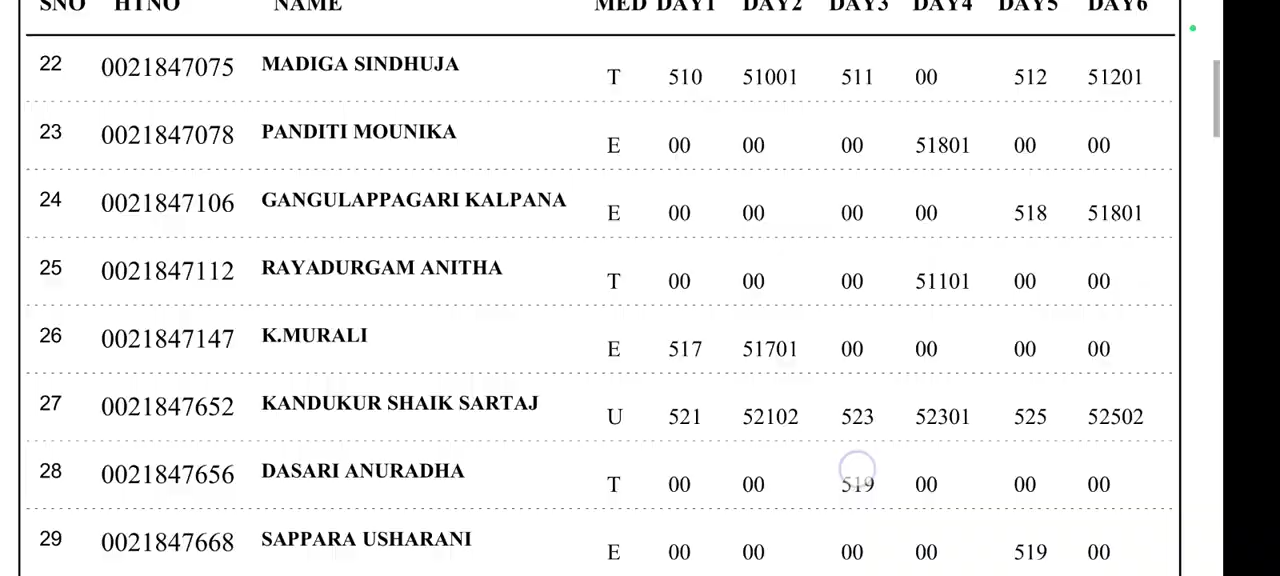 SNO HTNO NAME MED DAY1 DAY2 DAY3 DAY4 DAY5 DAY6
22 0021847075 MADIGA SINDHUJA T 510 51001 511 00 512 51201
23 0021847078 PANDITI MOUNIKA E 00 00 00 51801 00 00
24 0021847106 GANGULAPPAGARI KALPANA E 00 00 00 00 518 51801
25 0021847112 RAYADURGAM ANITHA T 00 00 00 51101 00 00
26 0021847147 K.MURALI E 517 51701 00 00 00 00
27 0021847652 KANDUKUR SHAIK SARTAJ U 521 52102 523 52301 525 52502
28 0021847656 DASARI ANURADHA T 00 00 519 00 00 00
29 0021847668 SAPPARA USHARANI E 00 00 00 00 519 00